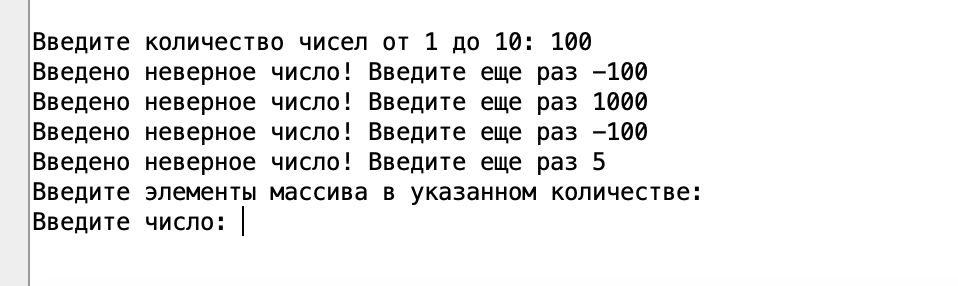 Введите количество чисел от 1 до 10: 100
Введено неверное число! Введите еще раз -100
Введено неверное число! Введите еще раз 1000
Введено неверное число! Введите еще раз -100
Введено неверное число! Введите еще раз 5
Введите элементы массива в указанном количестве:
Введите число: